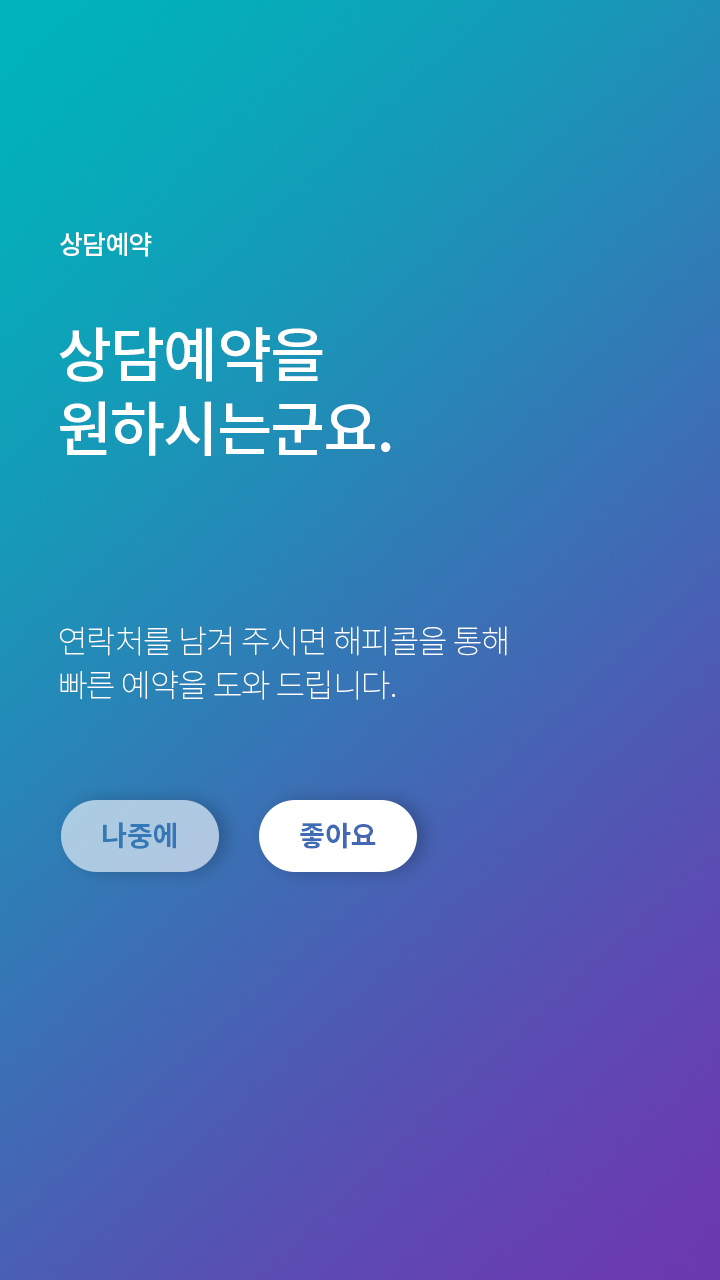 상담예약
상담예약을
원하시는군요.
연락처를 남겨 주시면 해피콜을 통해
빠른 예약을 도와 드립니다.
나중에
좋아요